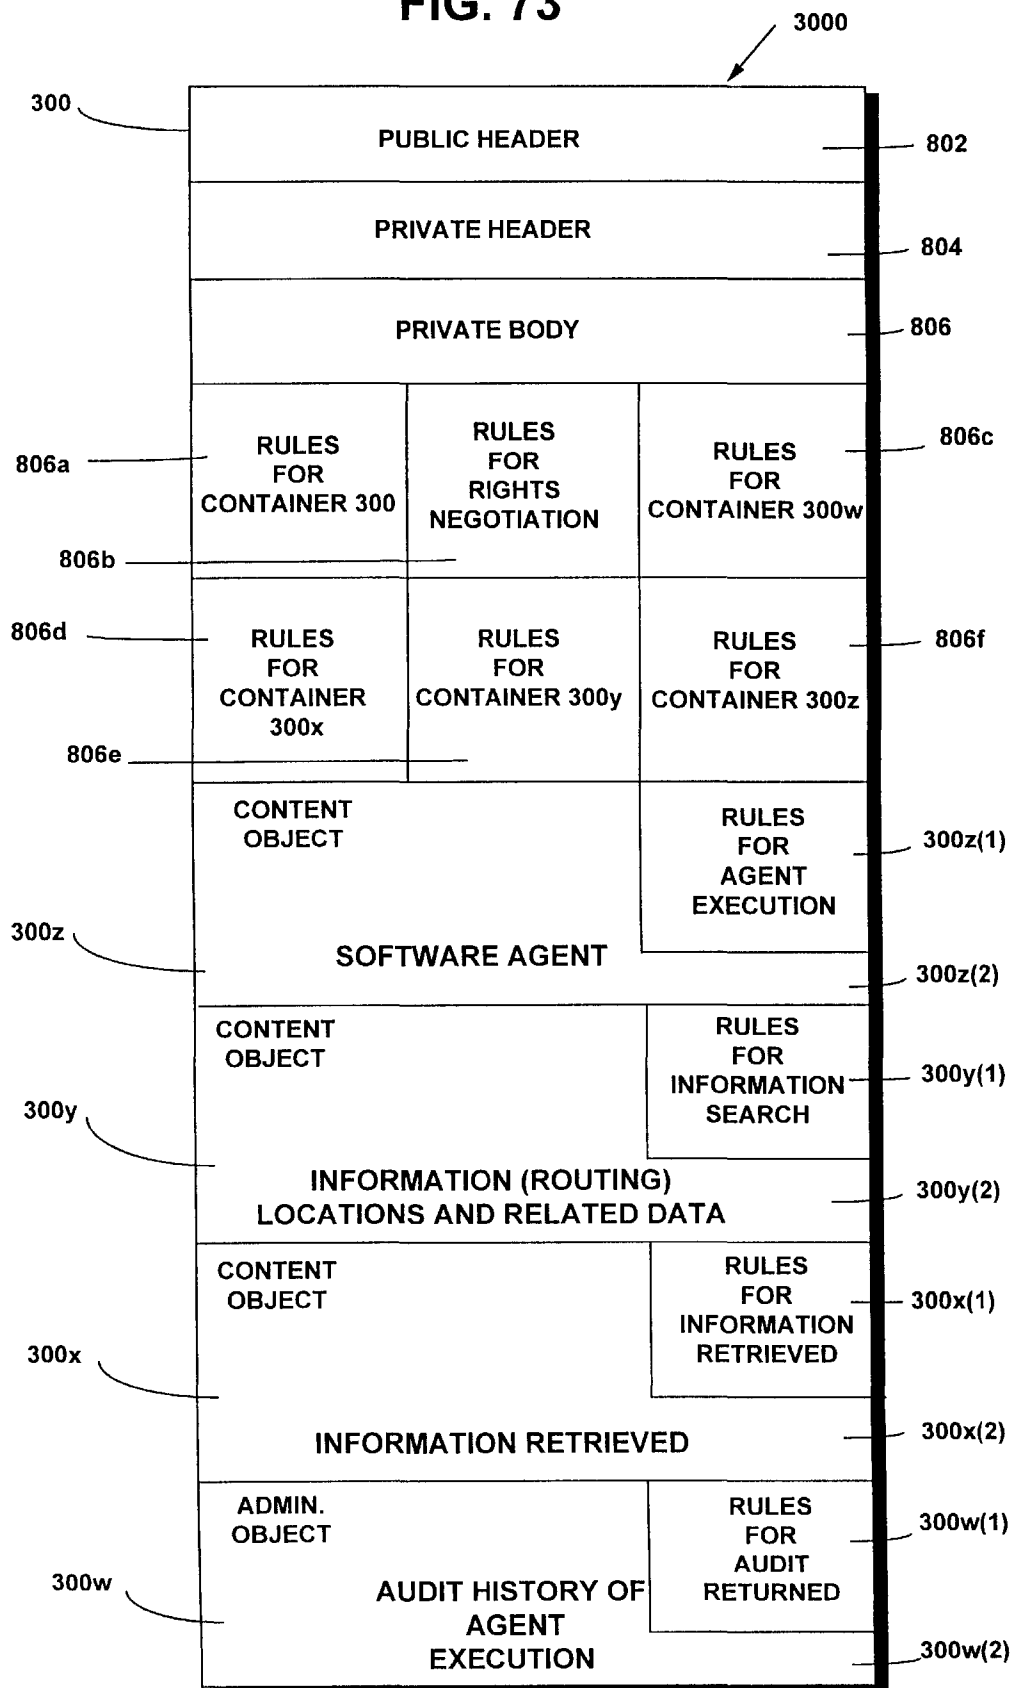 FIG. 73
3000
300
PUBLIC HEADER
802
PRIVATE HEADER
804
PRIVATE BODY
806
806a
RULES
FOR
CONTAINER 300
RULES
FOR
RIGHTS
NEGOTIATION
806b
RULES
FOR
CONTAINER 300w
806c
806d
RULES
FOR
CONTAINER
300x
RULES
FOR
CONTAINER 300y
806e
RULES
FOR
CONTAINER 300z
806f
CONTENT
OBJECT
RULES
FOR
AGENT
EXECUTION
300z(1)
300z
SOFTWARE AGENT
300z(2)
CONTENT
OBJECT
RULES
FOR
INFORMATION
SEARCH
300y(1)
300y
INFORMATION (ROUTING)
LOCATIONS AND RELATED DATA
300y(2)
CONTENT
OBJECT
RULES
FOR
INFORMATION
RETRIEVED
300x(1)
300x
INFORMATION RETRIEVED
300x(2)
ADMIN.
OBJECT
RULES
FOR
AUDIT
RETURNED
300w(1)
300w
AUDIT HISTORY OF
AGENT
EXECUTION
300w(2)